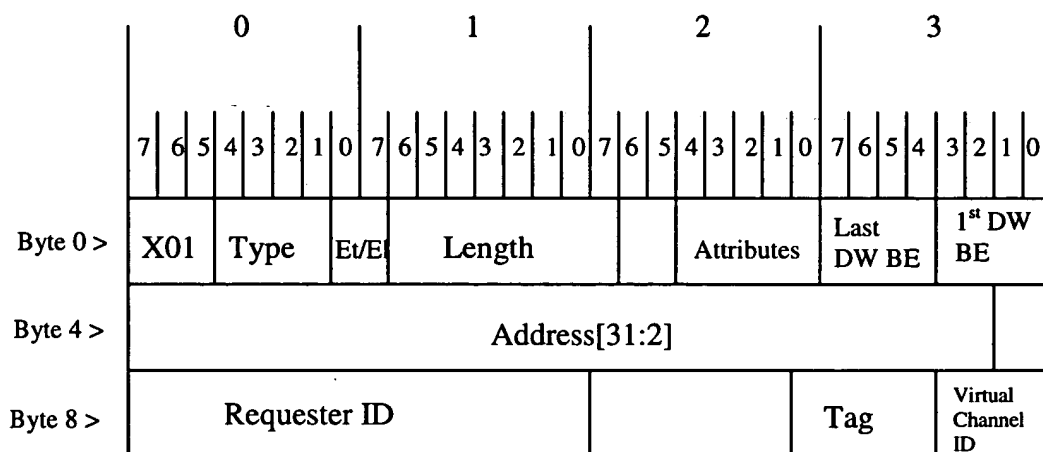 0 1 2 3
7 6 5 4 3 2 1 0 7 6 5 4 3 2 1 0 7 6 5 4 3 2 1 0 7 6 5 4 3 2 1 0
Byte 0 > X01 Type Et/El Length Attributes Last DW BE 1st DW BE
Byte 4 > Address[31:2]
Byte 8 > Requester ID Tag Virtual Channel ID